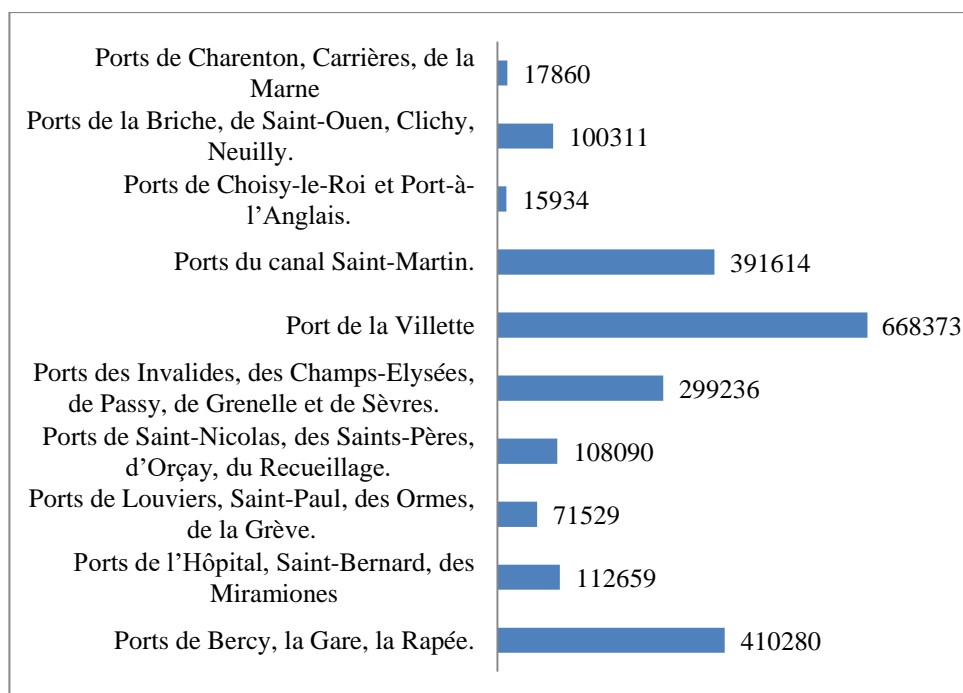 Ports de Charenton, Carrières, de la
Marne
17860
Ports de la Briche, de Saint-Ouen, Clichy,
Neuilly.
100311
Ports de Choisy-le-Roi et Port-à-
l’Anglais.
15934
Ports du canal Saint-Martin.
391614
Port de la Villette
668373
Ports des Invalides, des Champs-Elysées,
de Passy, de Grenelle et de Sèvres.
299236
Ports de Saint-Nicolas, des Saints-Pères,
d’Orçay, du Recueillage.
108090
Ports de Louviers, Saint-Paul, des Ormes,
de la Grève.
71529
Ports de l’Hôpital, Saint-Bernard, des
Miramiones
112659
Ports de Bercy, la Gare, la Rapée.
410280